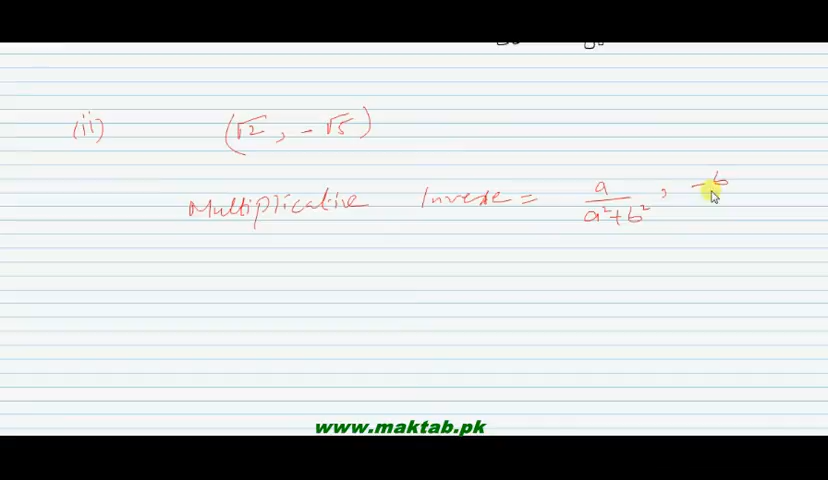 (ii) (√2 , -√5)
Multiplicative Inverse = a/(a²+b²) , -b
www.maktab.pk